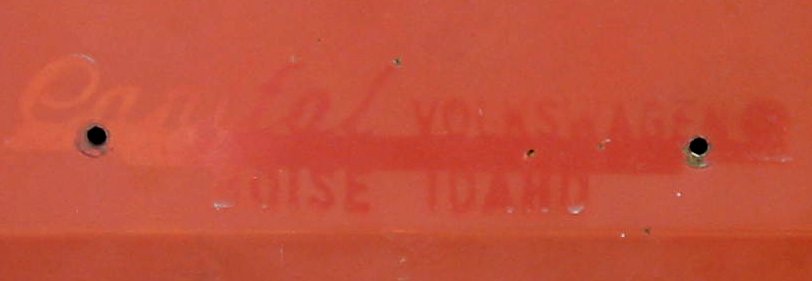 Capital VOLKSWAGEN
BOISE IDAHO